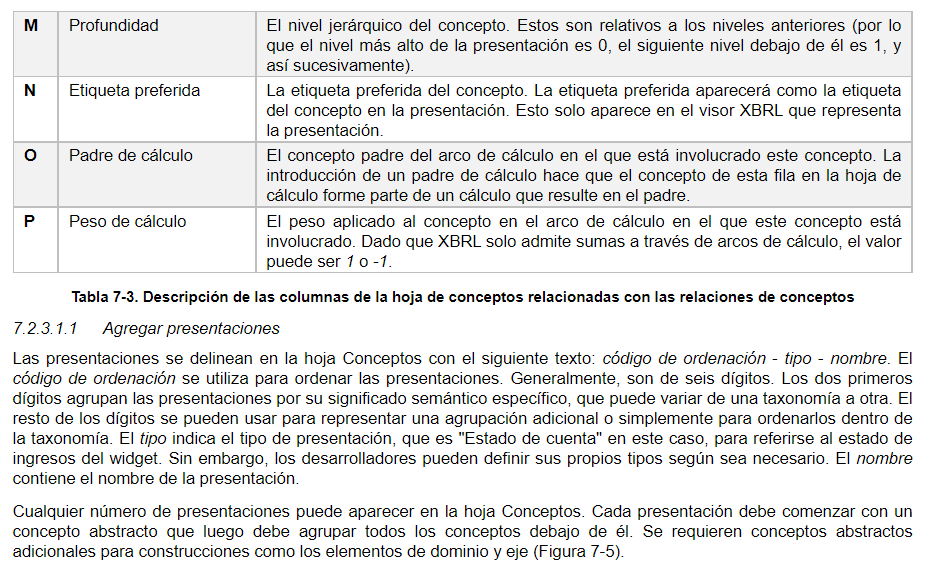 M Profundidad El nivel jerárquico del concepto. Estos son relativos a los niveles anteriores (por lo
que el nivel más alto de la presentación es 0, el siguiente nivel debajo de él es 1, y
así sucesivamente).
N Etiqueta preferida La etiqueta preferida del concepto. La etiqueta preferida aparecerá como la etiqueta
del concepto en la presentación. Esto solo aparece en el visor XBRL que representa
la presentación.
O Padre de cálculo El concepto padre del arco de cálculo en el que está involucrado este concepto. La
introducción de un padre de cálculo hace que el concepto de esta fila en la hoja de
cálculo forme parte de un cálculo que resulte en el padre.
P Peso de cálculo El peso aplicado al concepto en el arco de cálculo en el que este concepto está
involucrado. Dado que XBRL solo admite sumas a través de arcos de cálculo, el valor
puede ser 1 o -1.
Tabla 7-3. Descripción de las columnas de la hoja de conceptos relacionadas con las relaciones de conceptos
7.2.3.1.1 Agregar presentaciones
Las presentaciones se delinean en la hoja Conceptos con el siguiente texto: código de ordenación - tipo - nombre. El
código de ordenación se utiliza para ordenar las presentaciones. Generalmente, son de seis dígitos. Los dos primeros
dígitos agrupan las presentaciones por su significado semántico específico, que puede variar de una taxonomía a otra. El
resto de los dígitos se pueden usar para representar una agrupación adicional o simplemente para ordenarlos dentro de
la taxonomía. El tipo indica el tipo de presentación, que es "Estado de cuenta" en este caso, para referirse al estado de
ingresos del widget. Sin embargo, los desarrolladores pueden definir sus propios tipos según sea necesario. El nombre
contiene el nombre de la presentación.
Cualquier número de presentaciones puede aparecer en la hoja Conceptos. Cada presentación debe comenzar con un
concepto abstracto que luego debe agrupar todos los conceptos debajo de él. Se requieren conceptos abstractos
adicionales para construcciones como los elementos de dominio y eje (Figura 7-5).